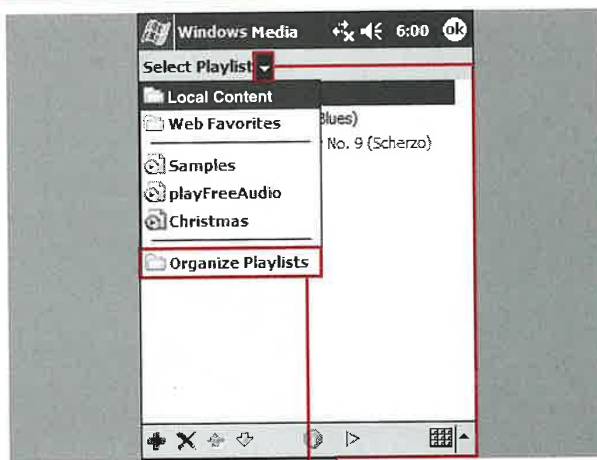 Windows Media 6:00 ok
Select Playlist
Local Content
Web Favorites
Blues)
No. 9 (Scherzo)
Samples
playFreeAudio
Christmas
Organize Playlists